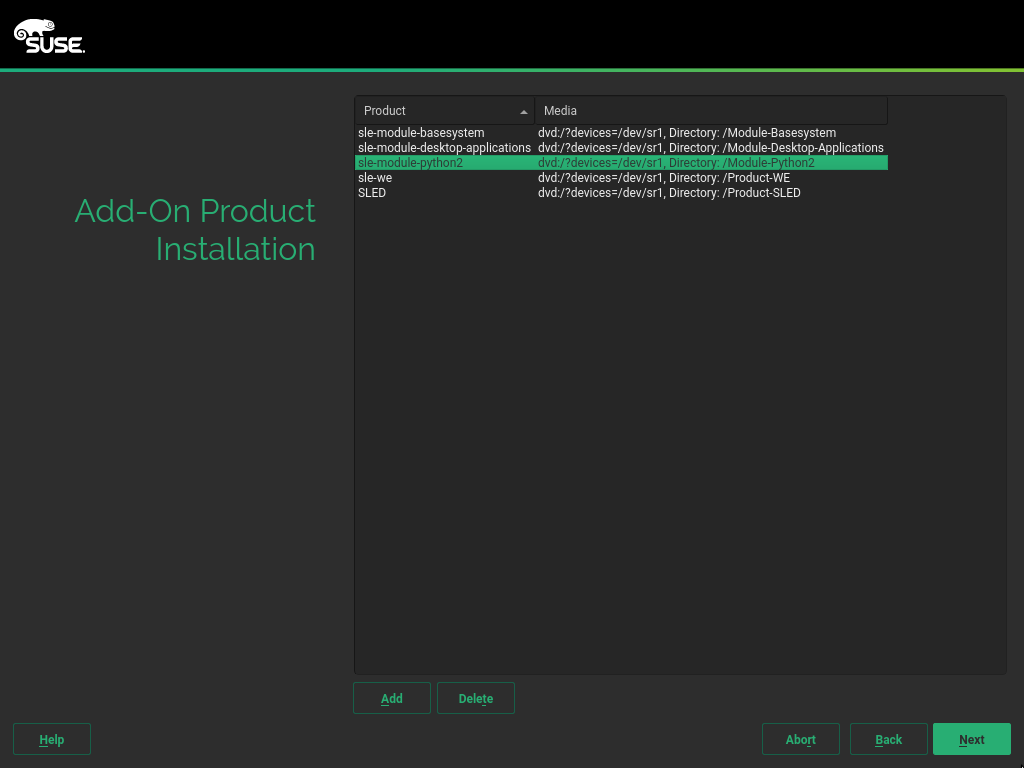 SUSE.
Add-On Product
Installation
Product Media
sle-module-basesystem dvd:/?devices=/dev/sr1, Directory: /Module-Basesystem
sle-module-desktop-applications dvd:/?devices=/dev/sr1, Directory: /Module-Desktop-Applications
sle-module-python2 dvd:/?devices=/dev/sr1, Directory: /Module-Python2
sle-we dvd:/?devices=/dev/sr1, Directory: /Product-WE
SLED dvd:/?devices=/dev/sr1, Directory: /Product-SLED
Add Delete
Help Abort Back Next